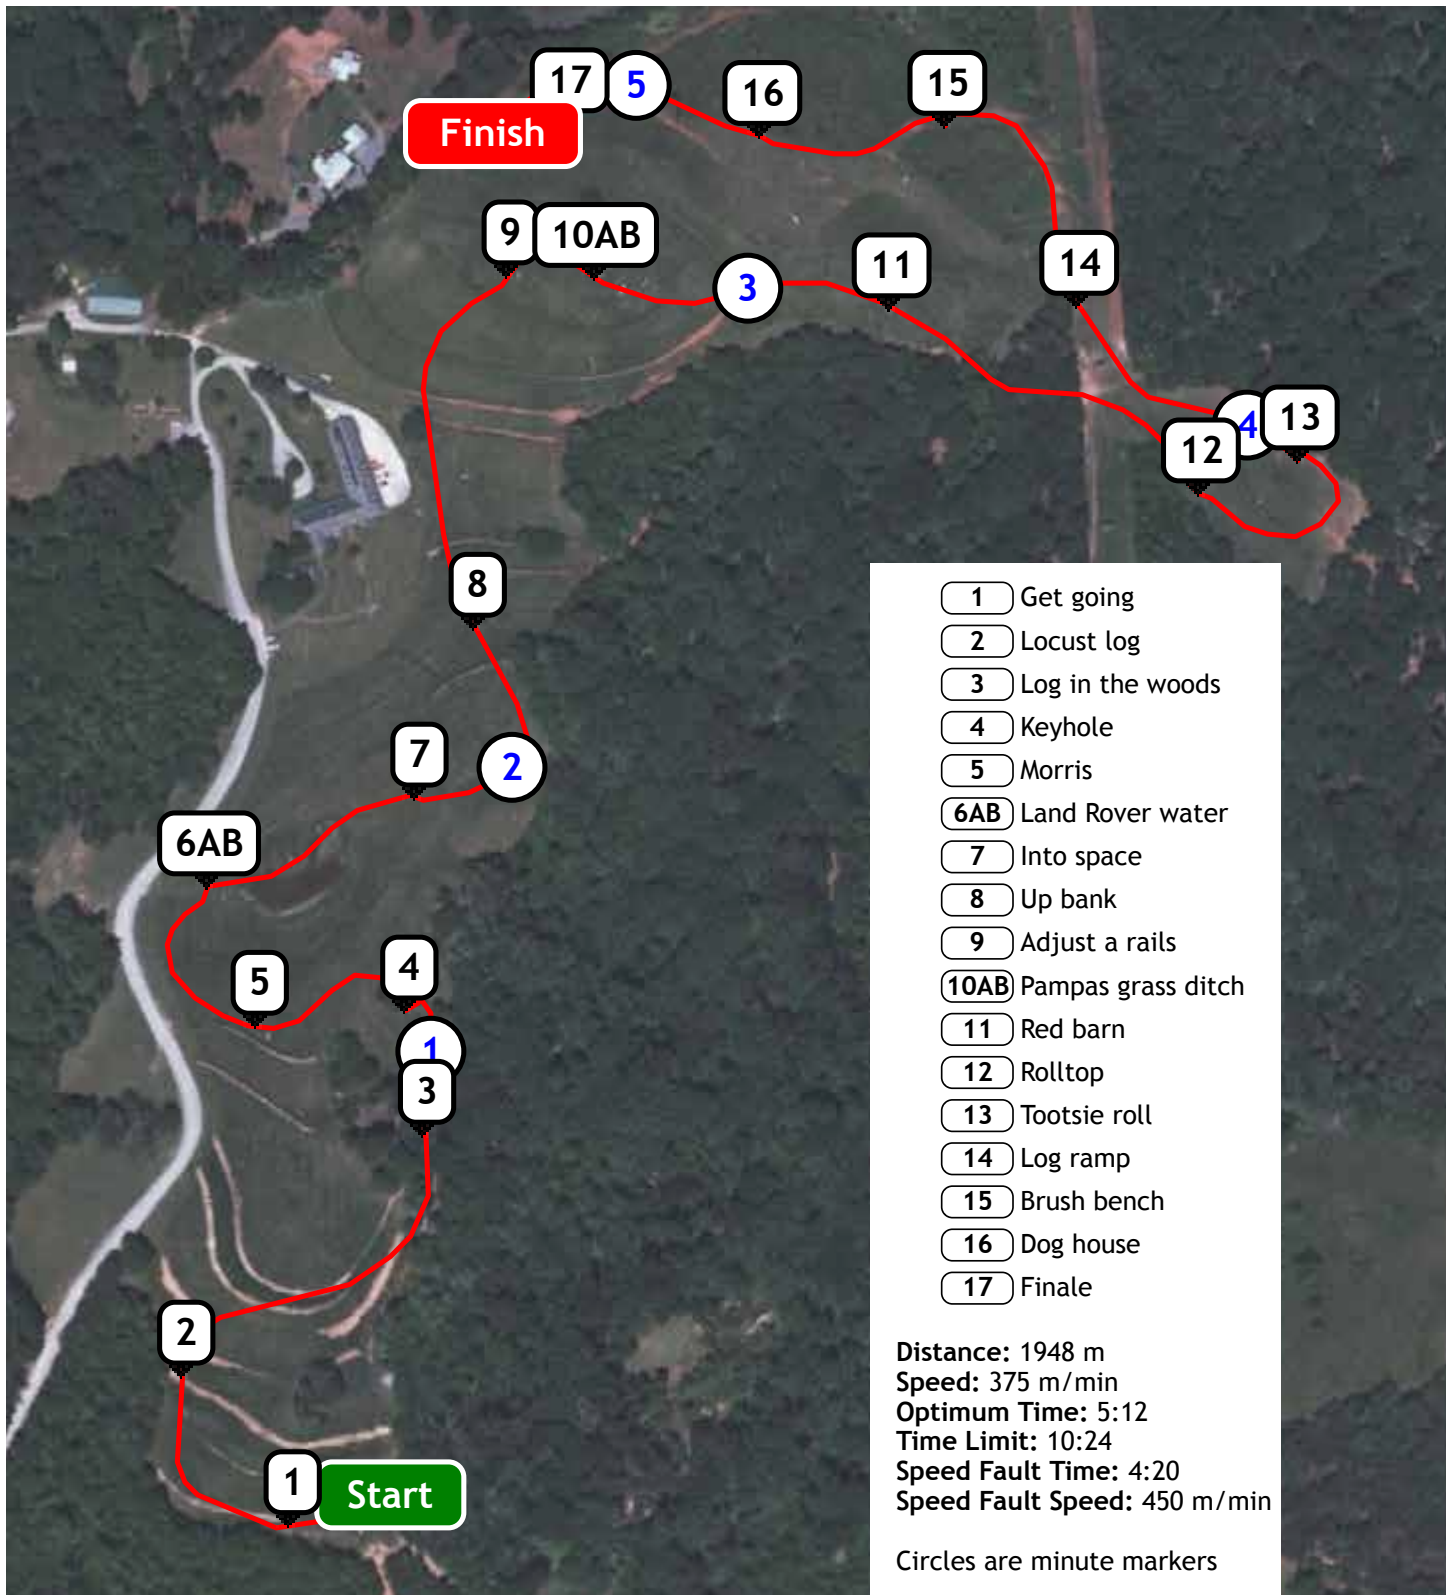 17
5
16
15
Finish
9
10AB
3
11
14
4
13
12
8
7
2
6AB
5
4
1
3
2
1
Start
1 Get going
2 Locust log
3 Log in the woods
4 Keyhole
5 Morris
6AB Land Rover water
7 Into space
8 Up bank
9 Adjust a rails
10AB Pampas grass ditch
11 Red barn
12 Rolltop
13 Tootsie roll
14 Log ramp
15 Brush bench
16 Dog house
17 Finale
Distance: 1948 m
Speed: 375 m/min
Optimum Time: 5:12
Time Limit: 10:24
Speed Fault Time: 4:20
Speed Fault Speed: 450 m/min
Circles are minute markers